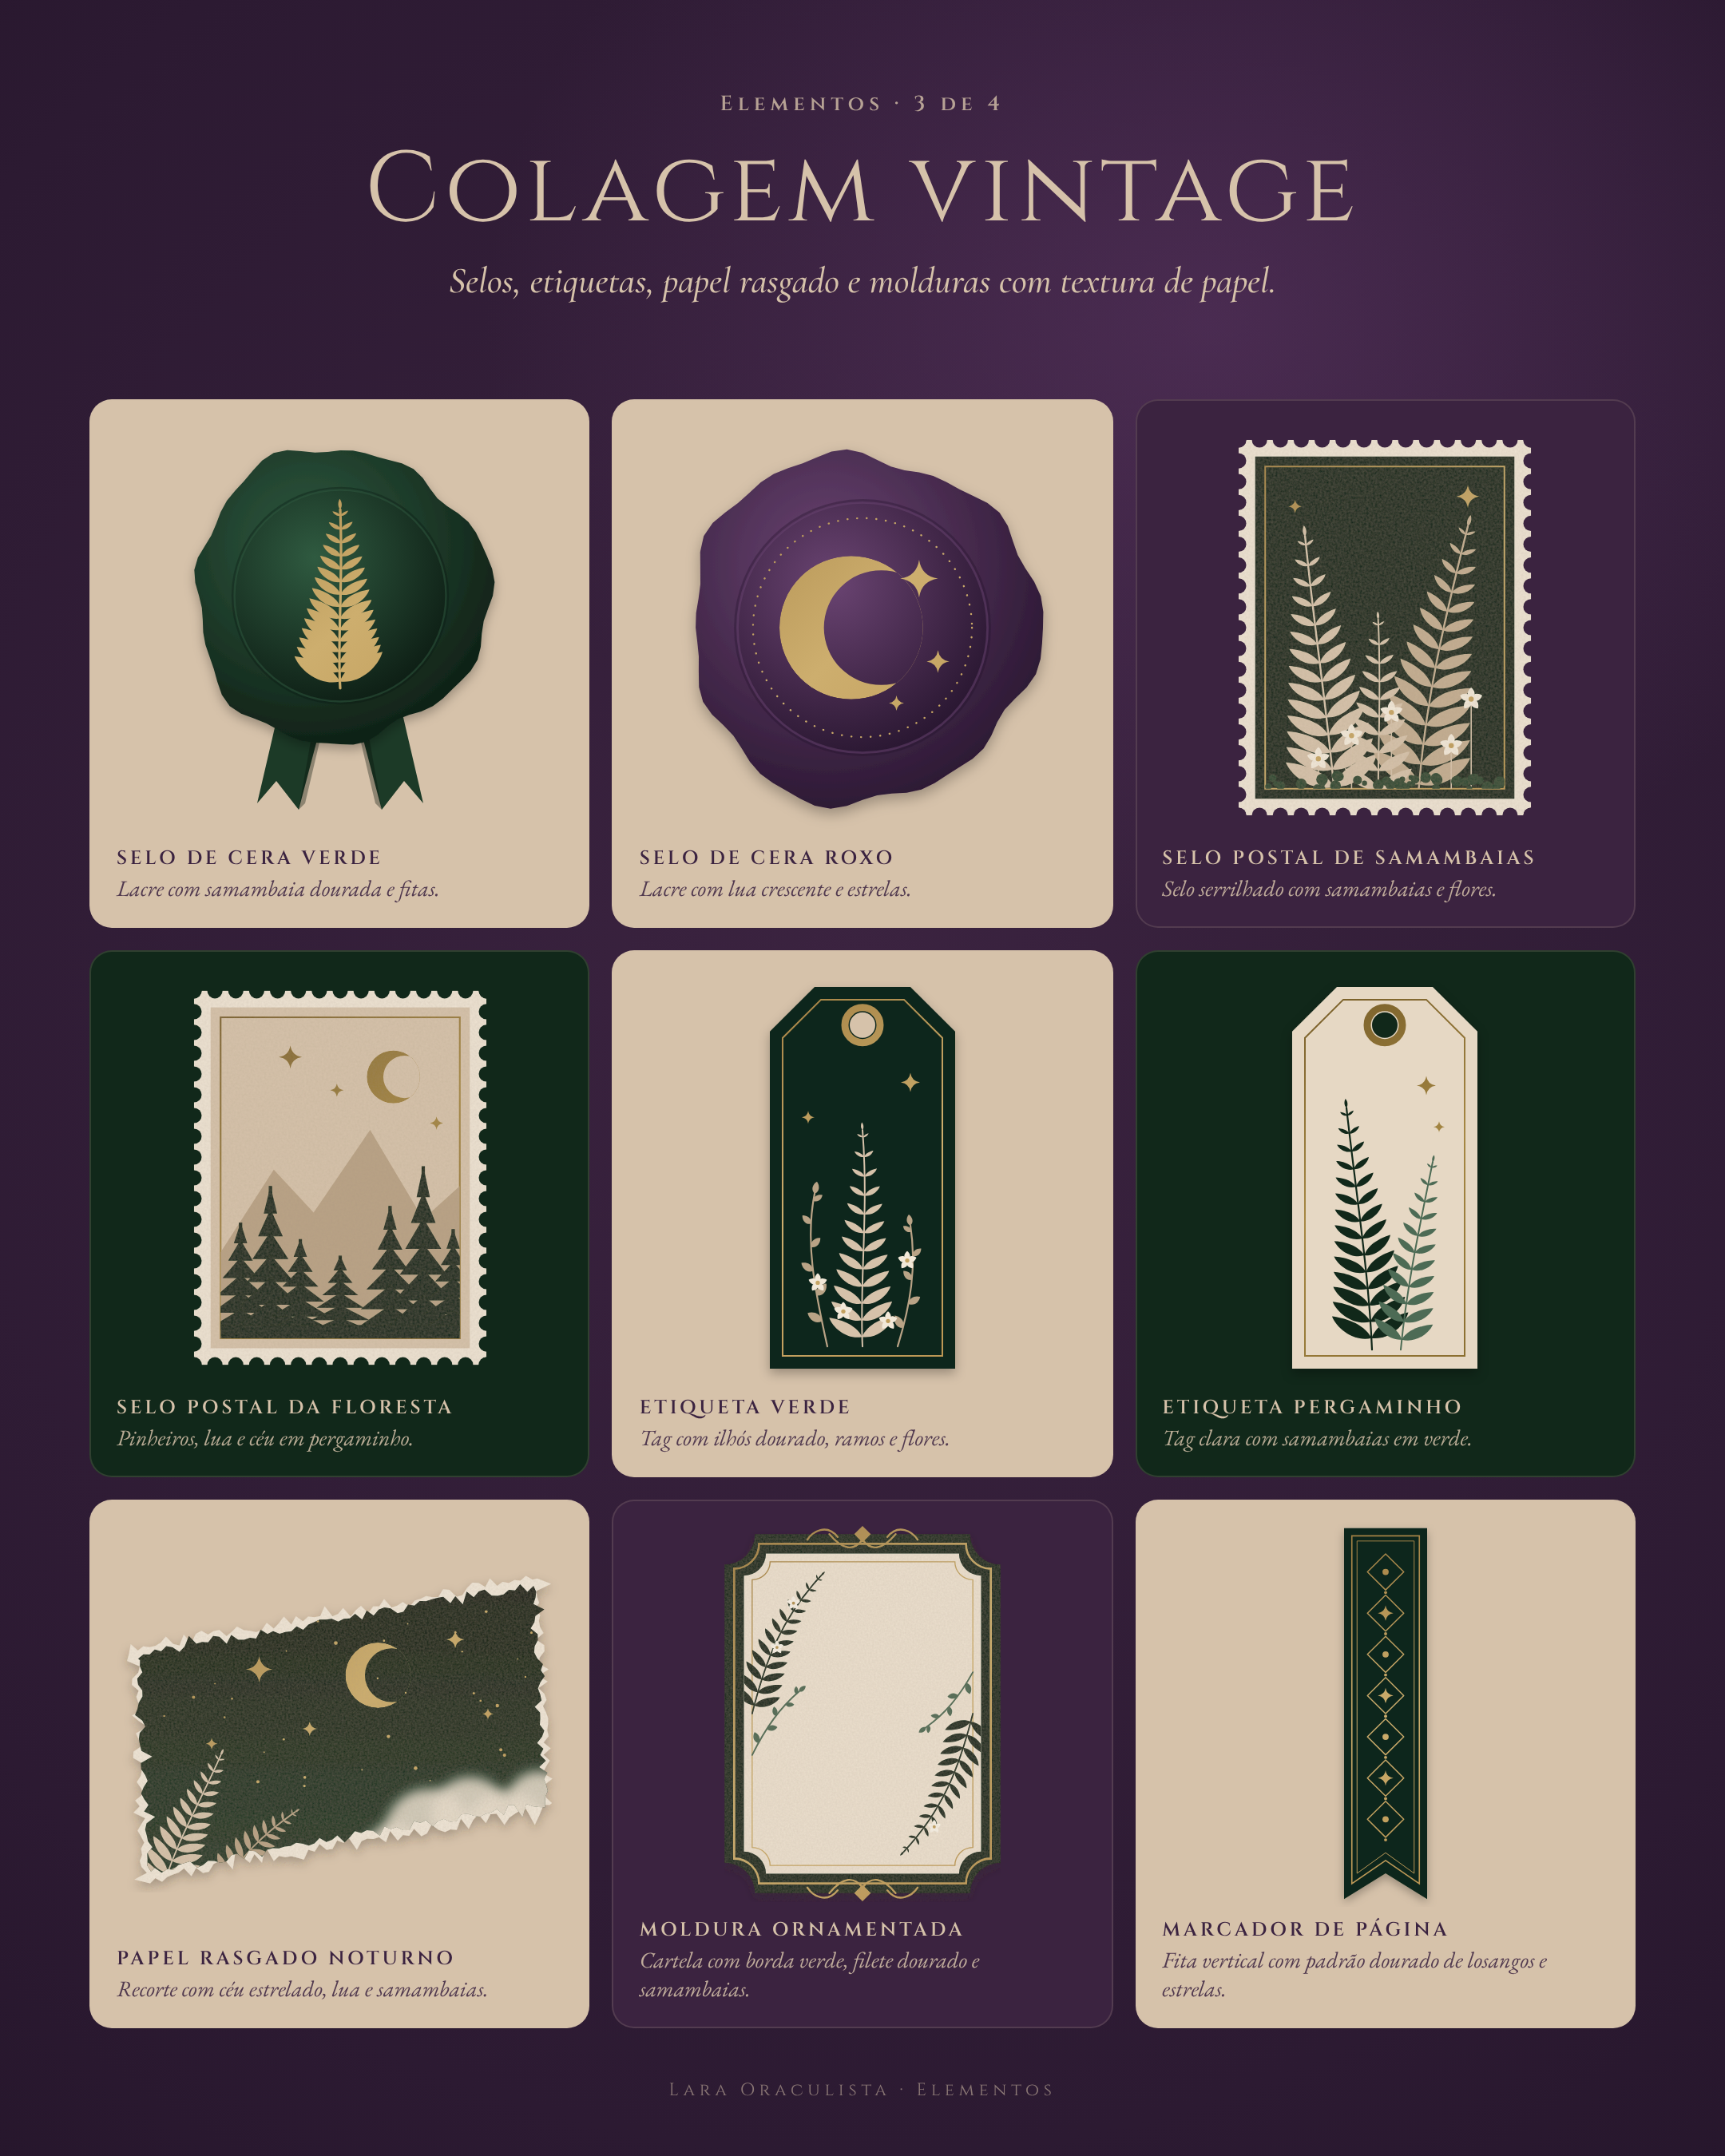 Elementos · 3 de 4
Colagem vintage
Selos, etiquetas, papel rasgado e molduras com textura de papel.
SELO DE CERA VERDE
Lacre com samambaia dourada e fitas.
SELO DE CERA ROXO
Lacre com lua crescente e estrelas.
SELO POSTAL DE SAMAMBAIAS
Selo serrilhado com samambaias e flores.
SELO POSTAL DA FLORESTA
Pinheiros, lua e céu em pergaminho.
ETIQUETA VERDE
Tag com ilhós dourado, ramos e flores.
ETIQUETA PERGAMINHO
Tag clara com samambaias em verde.
PAPEL RASGADO NOTURNO
Recorte com céu estrelado, lua e samambaias.
MOLDURA ORNAMENTADA
Cartela com borda verde, filete dourado e
samambaias.
MARCADOR DE PÁGINA
Fita vertical com padrão dourado de losangos e
estrelas.
Lara Oraculista · Elementos